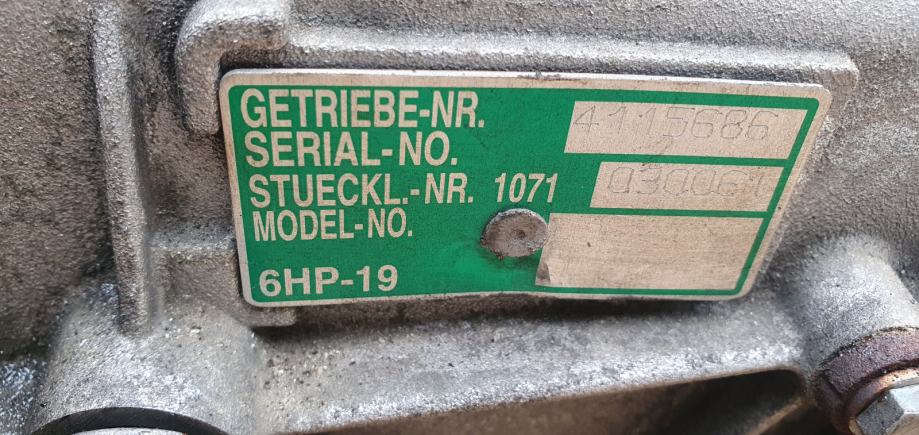 GETRIEBE-NR. 4115686
SERIAL-NO.
STUECKL.-NR. 1071
MODEL-NO.
6HP-19